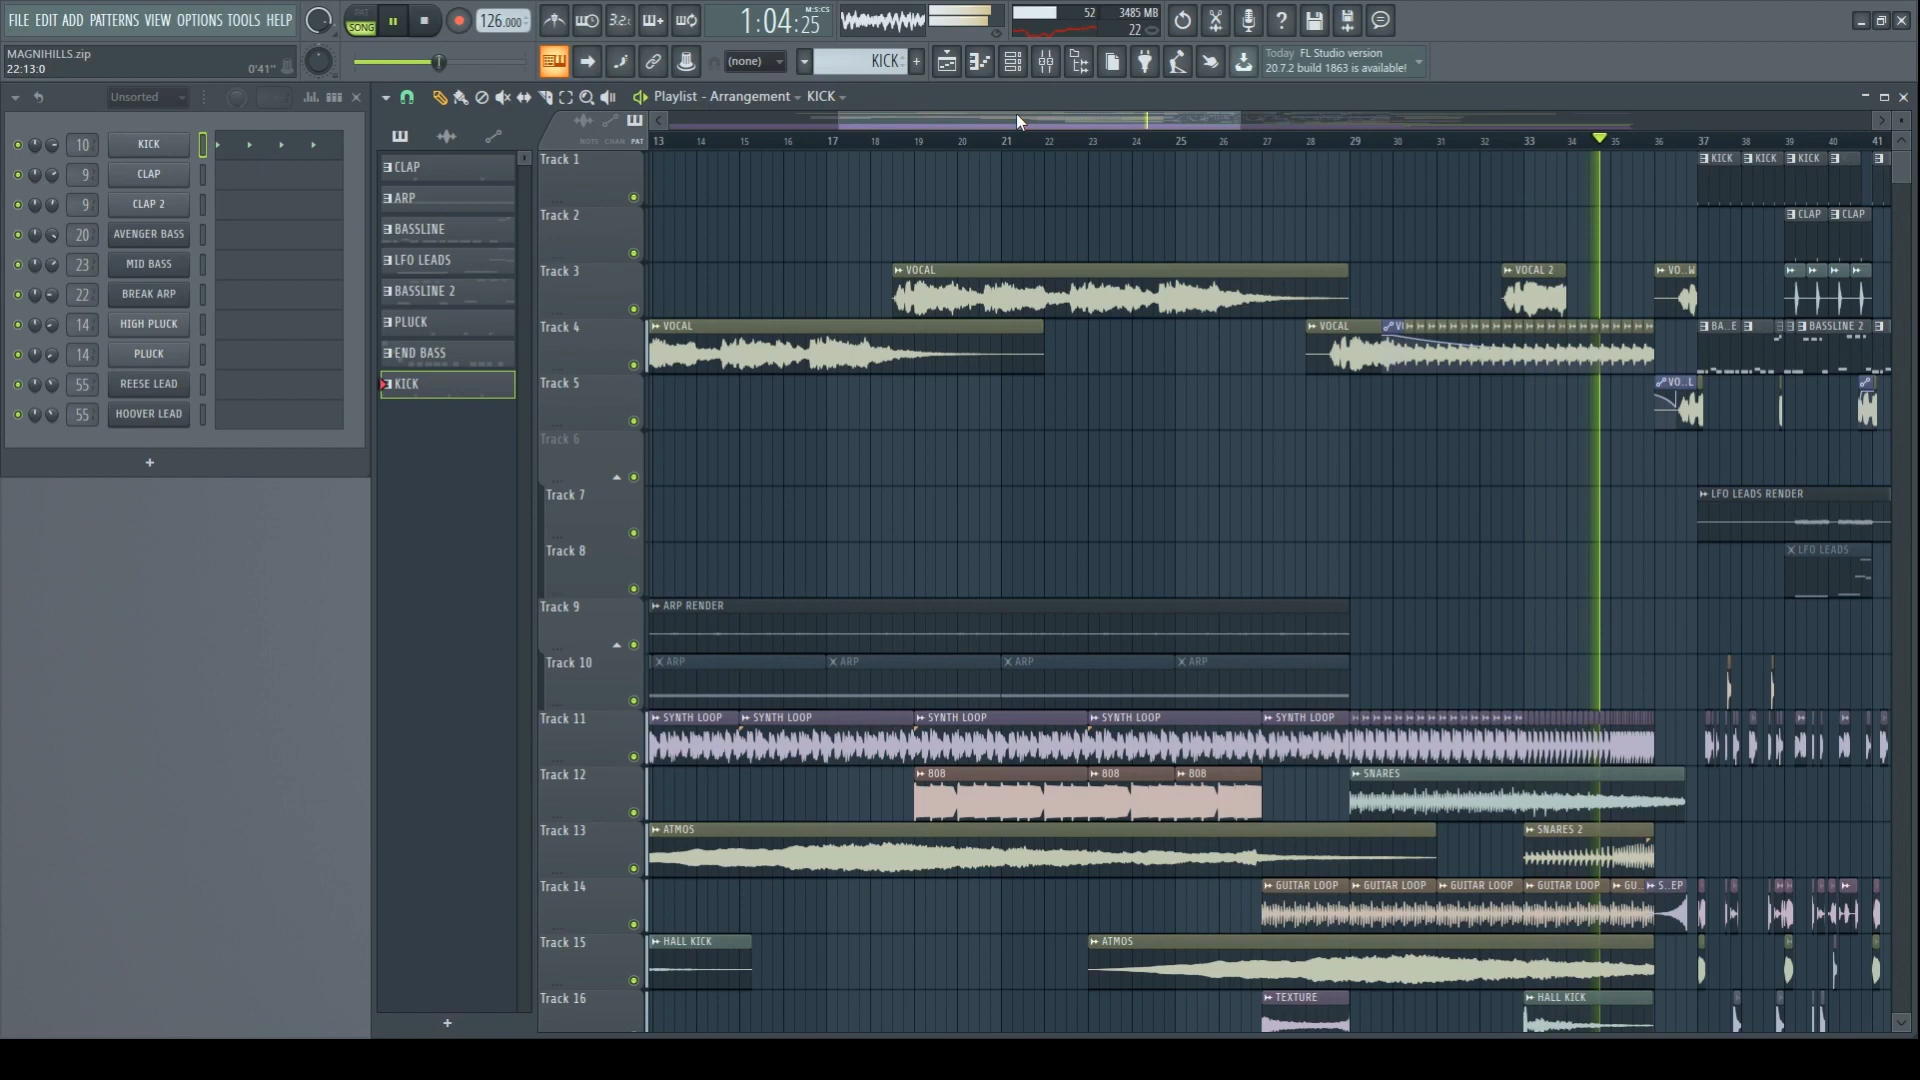 FILE EDIT ADD PATTERNS VIEW OPTIONS TOOLS HELP
PAT
SONG
126.000
3.2
1:04:25
M:S:CS
52
3485 MB
22
MAGNIHILLS.zip
22:13:0
0'41"
(none)
KICK
+
Today FL Studio version
20.7.2 build 1863 is available!
Unsorted
Playlist - Arrangement
KICK
NOTE CHAN PAT
13 14 15 16 17 18 19 20 21 22 23 24 25 26 27 28 29 30 31 32 33 34 35 36 37 38 39 40 41
10 KICK
9 CLAP
9 CLAP 2
20 AVENGER BASS
23 MID BASS
22 BREAK ARP
14 HIGH PLUCK
14 PLUCK
55 REESE LEAD
55 HOOVER LEAD
+
CLAP
ARP
BASSLINE
LFO LEADS
BASSLINE 2
PLUCK
END BASS
KICK
+
Track 1
KICK KICK KICK
Track 2
CLAP CLAP
Track 3
VOCAL VOCAL 2 VO..W
Track 4
VOCAL VOCAL BA..E BASSLINE 2
Track 5
VO..L
Track 6
Track 7
LFO LEADS RENDER
Track 8
LFO LEADS
Track 9
ARP RENDER
Track 10
ARP ARP ARP ARP
Track 11
SYNTH LOOP SYNTH LOOP SYNTH LOOP SYNTH LOOP SYNTH LOOP
Track 12
808 808 808 SNARES
Track 13
ATMOS SNARES 2
Track 14
GUITAR LOOP GUITAR LOOP GUITAR LOOP GUITAR LOOP GU.. S..EP
Track 15
HALL KICK ATMOS
Track 16
TEXTURE HALL KICK